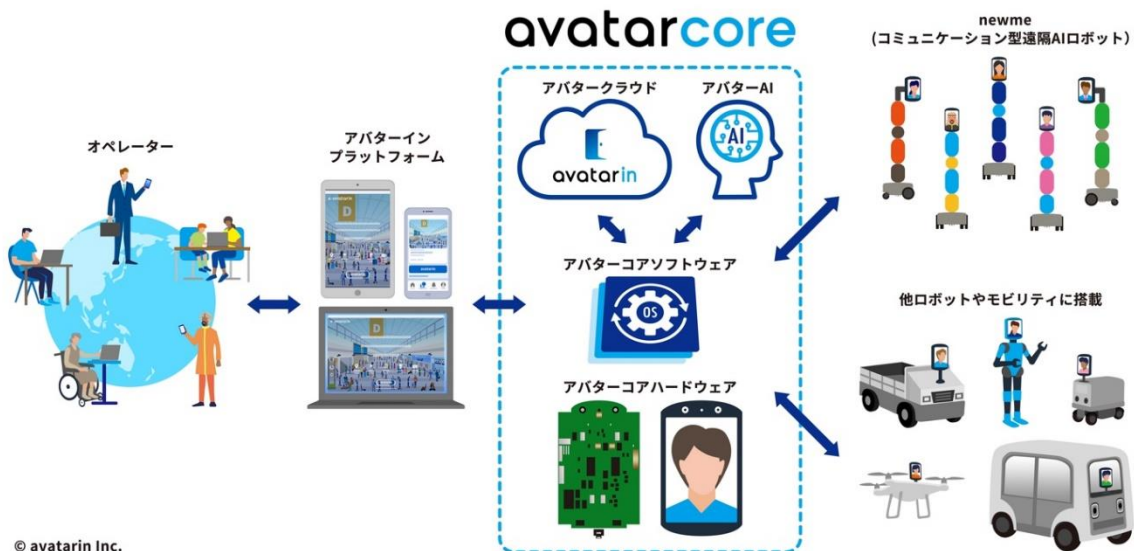 avatarcore
newme
(コミュニケーション型遠隔AIロボット)
アバタークラウド
アバターAI
AI
avatarin
オペレーター
アバターイン
プラットフォーム
D
D
アバターコアソフトウェア
OS
他ロボットやモビリティに搭載
アバターコアハードウェア
© avatarin Inc.